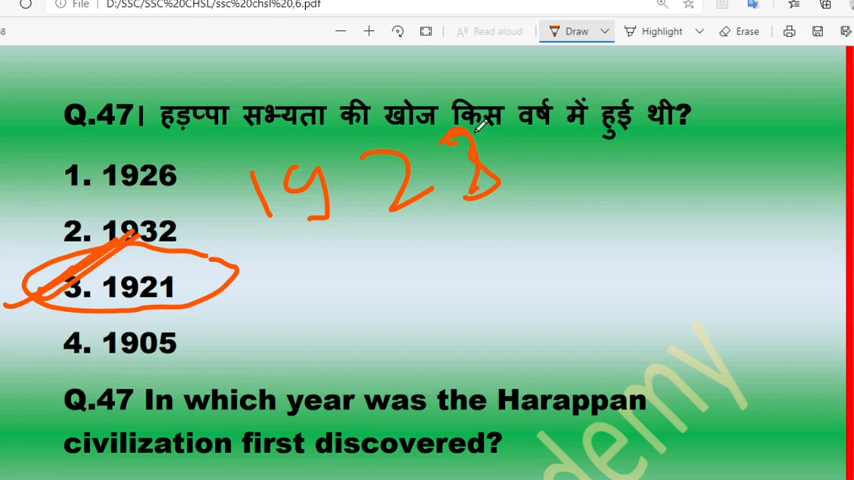 D:/SSC/SSC%20CHSL/ssc%20chsl%20,6.pdf
Read aloud Draw Highlight Erase
Q.47। हड़प्पा सभ्यता की खोज किस वर्ष में हुई थी?
1. 1926
2. 1932
3. 1921
4. 1905
192
Q.47 In which year was the Harappan
civilization first discovered?
demy